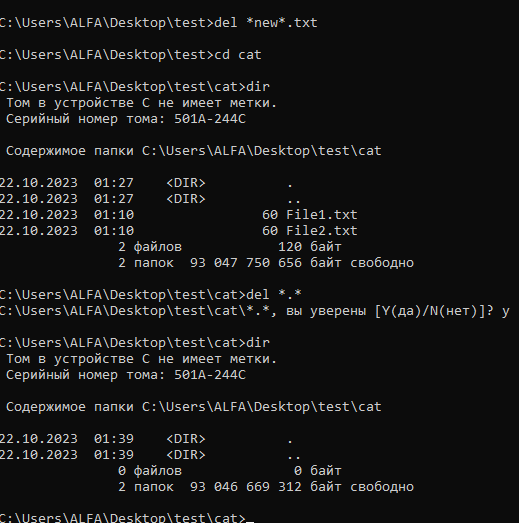 C:\Users\ALFA\Desktop\test>del *new*.txt
C:\Users\ALFA\Desktop\test>cd cat
C:\Users\ALFA\Desktop\test\cat>dir
Том в устройстве C не имеет метки.
Серийный номер тома: 501A-244C
Содержимое папки C:\Users\ALFA\Desktop\test\cat
22.10.2023  01:27    <DIR>          .
22.10.2023  01:27    <DIR>          ..
22.10.2023  01:10                60 File1.txt
22.10.2023  01:10                60 File2.txt
2 файлов            120 байт
2 папок  93 047 750 656 байт свободно
C:\Users\ALFA\Desktop\test\cat>del *.*
C:\Users\ALFA\Desktop\test\cat\*.*, вы уверены [Y(да)/N(нет)]? y
C:\Users\ALFA\Desktop\test\cat>dir
Том в устройстве C не имеет метки.
Серийный номер тома: 501A-244C
Содержимое папки C:\Users\ALFA\Desktop\test\cat
22.10.2023  01:39    <DIR>          .
22.10.2023  01:39    <DIR>          ..
0 файлов              0 байт
2 папок  93 046 669 312 байт свободно
C:\Users\ALFA\Desktop\test\cat>_